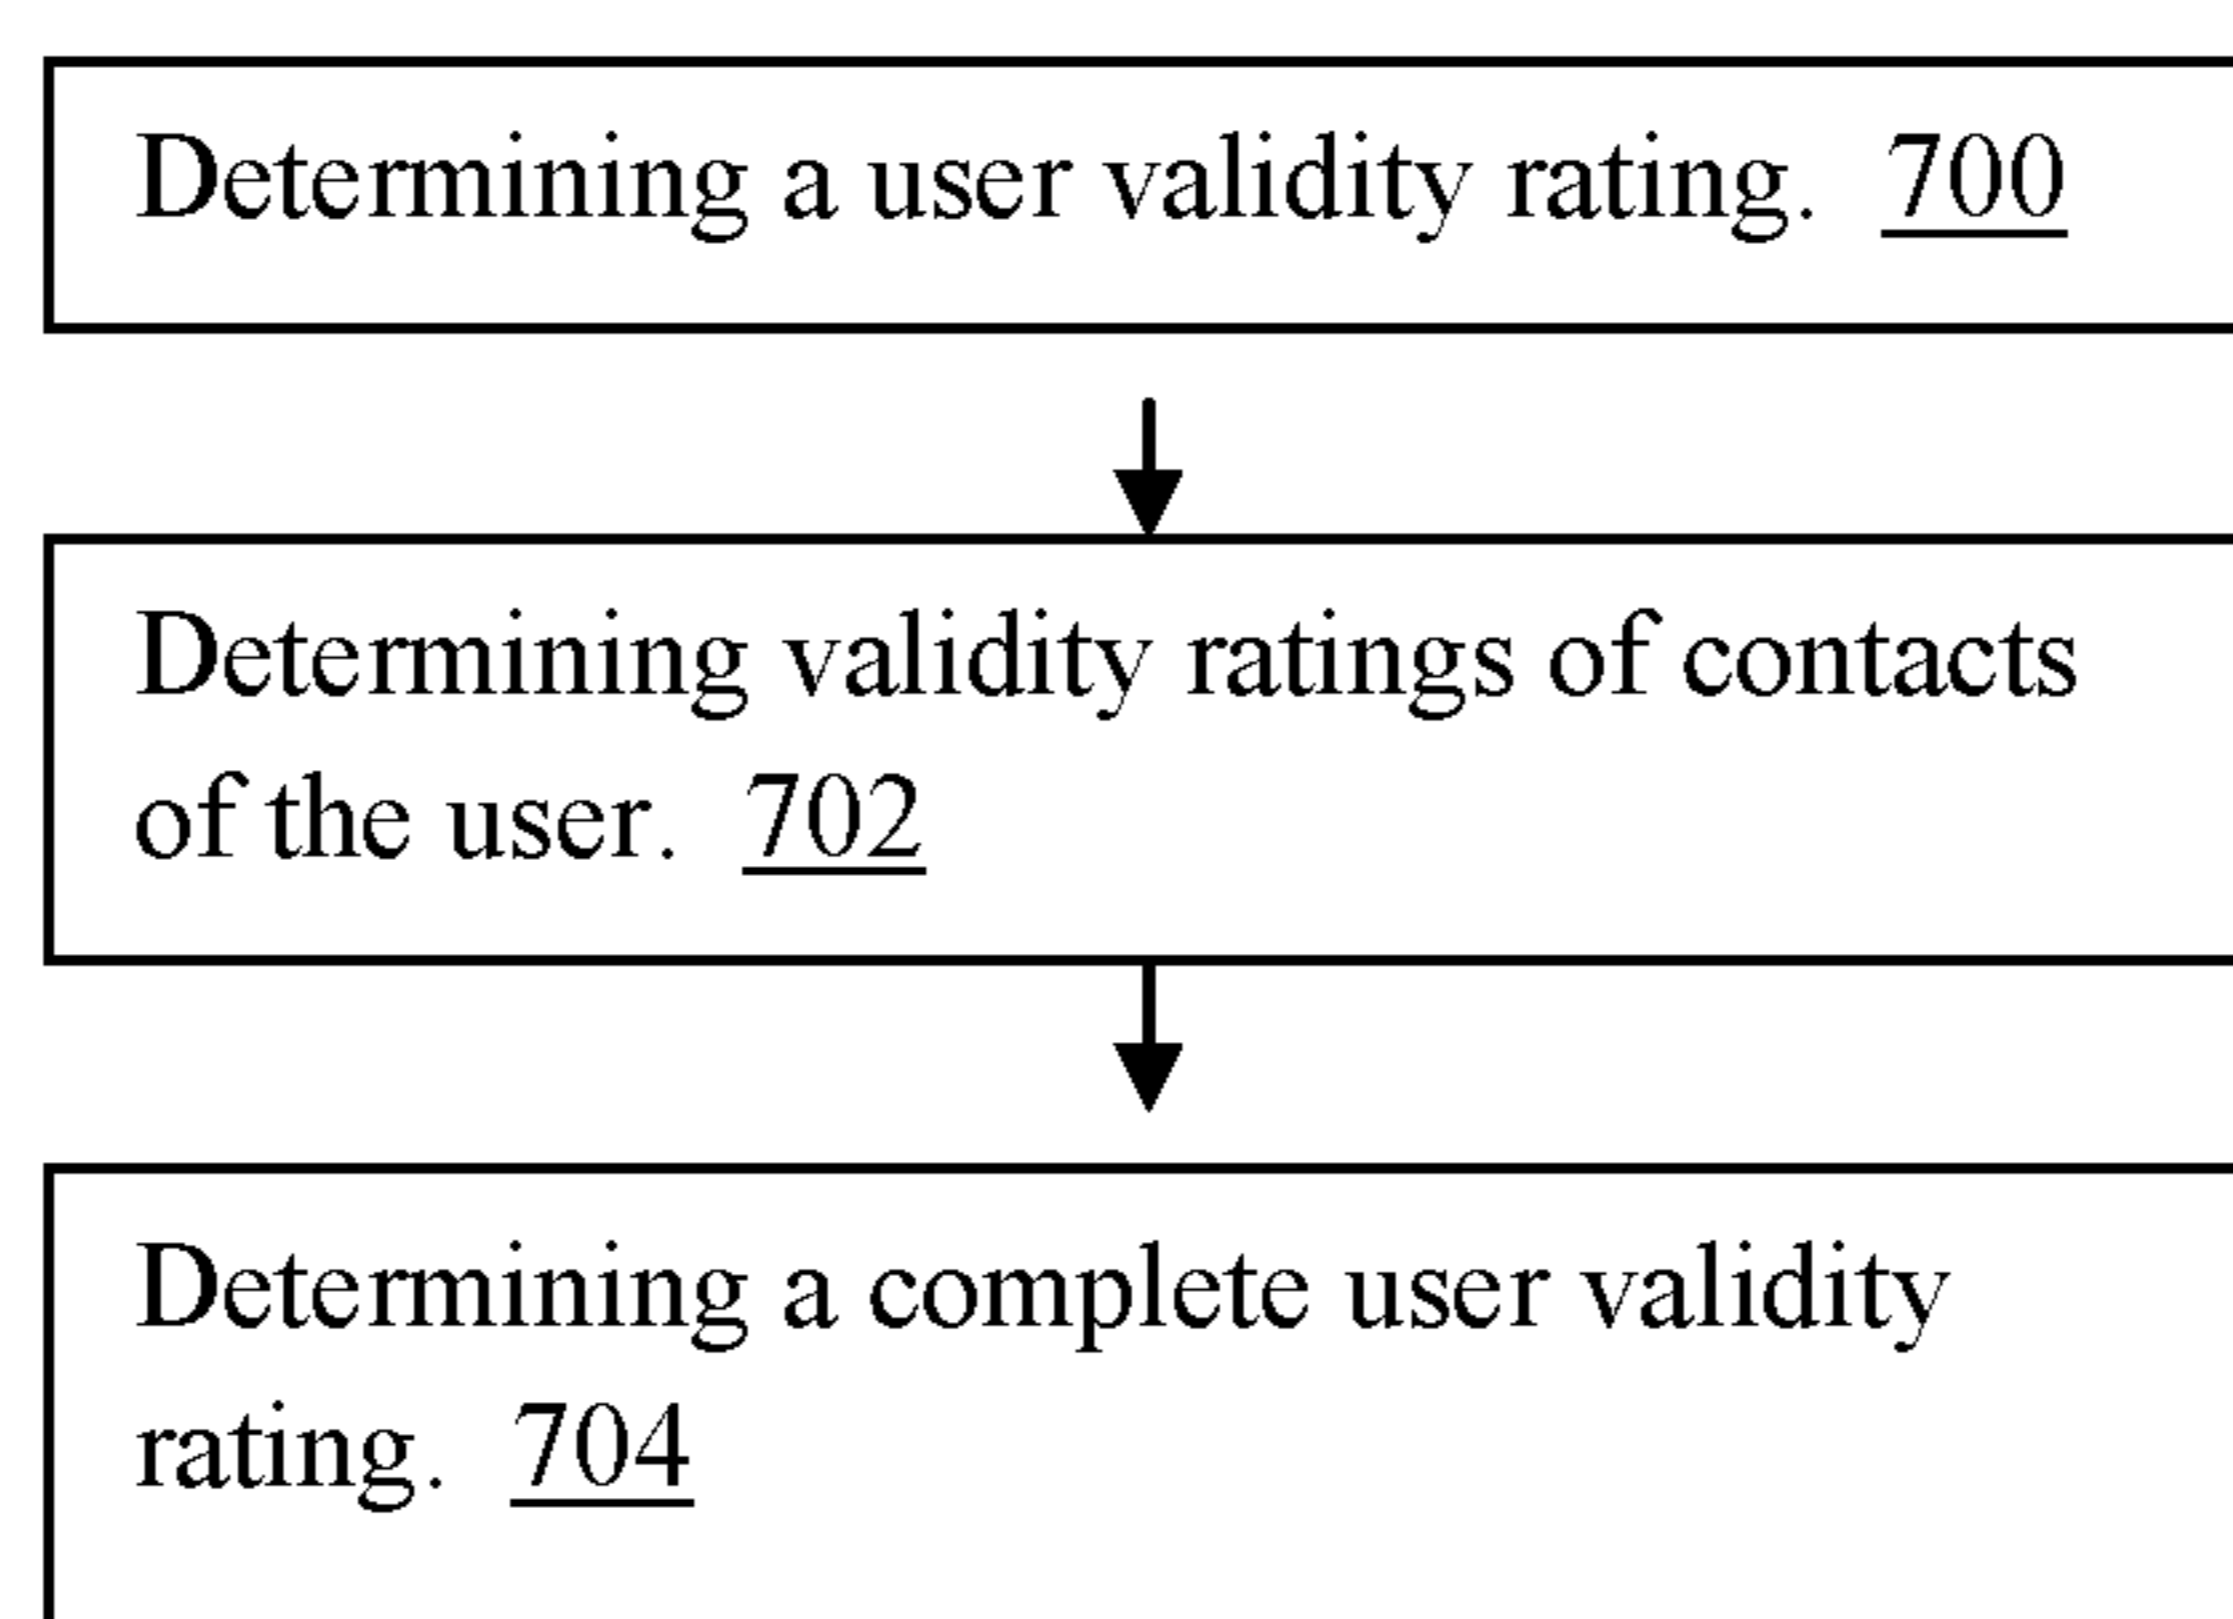 Determining a user validity rating. 700
Determining validity ratings of contacts
of the user. 702
Determining a complete user validity
rating. 704